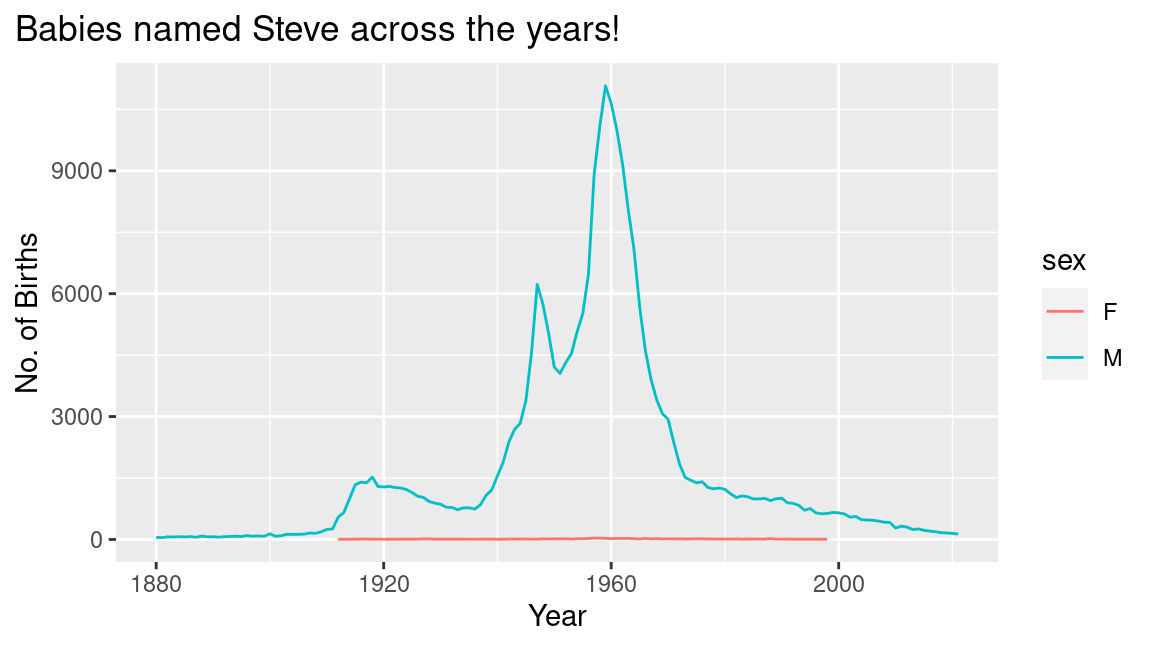 Babies named Steve across the years!
No. of Births
9000
6000
3000
0
1880
1920
1960
2000
Year
sex
F
M